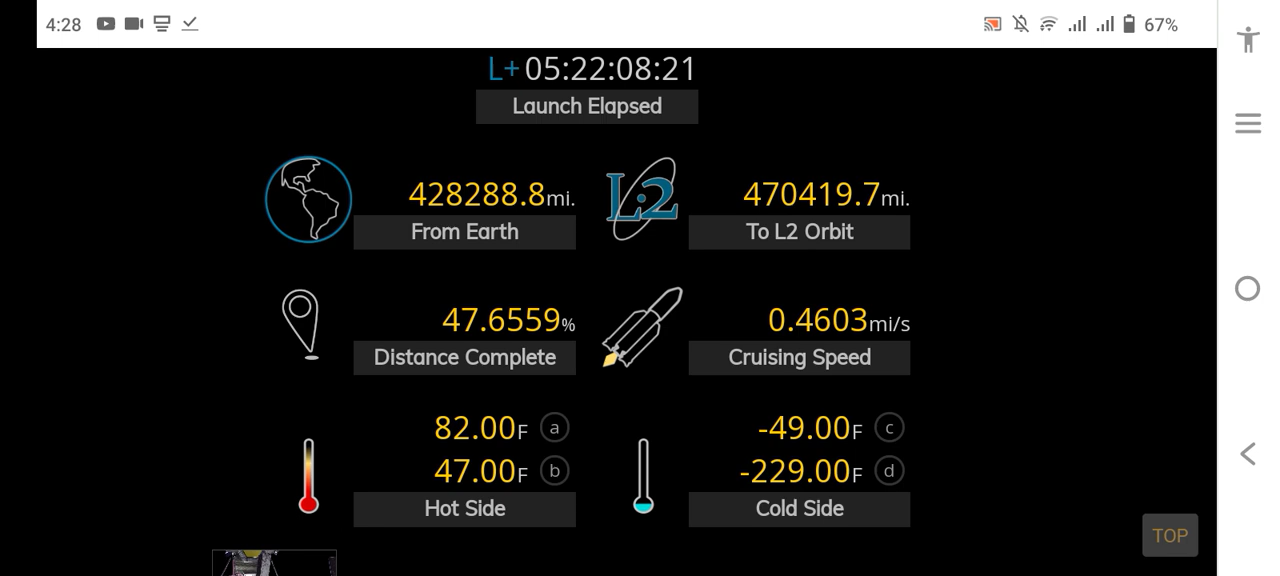 4:28 67%
L+ 05:22:08:21
Launch Elapsed
428288.8mi.
From Earth
L2
470419.7mi.
To L2 Orbit
47.6559%
Distance Complete
0.4603mi/s
Cruising Speed
82.00F a
47.00F b
Hot Side
-49.00F c
-229.00F d
Cold Side
TOP